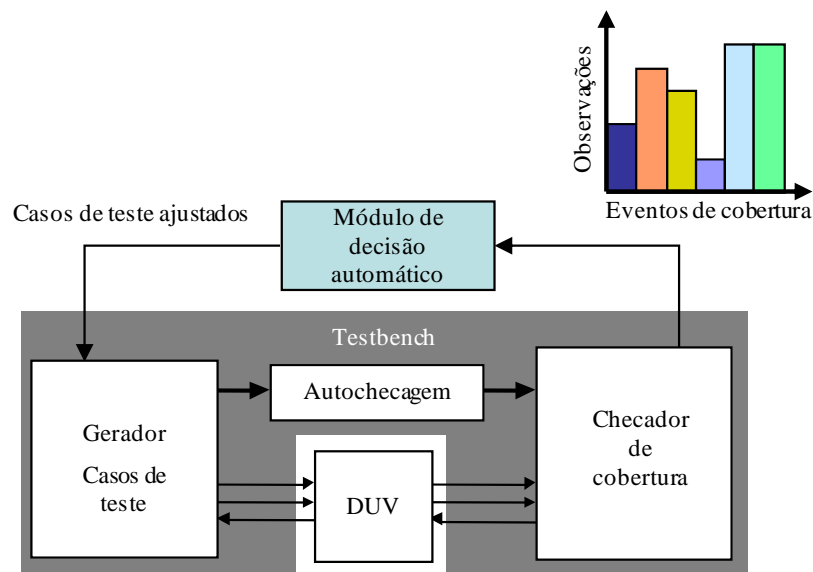 Observações
Eventos de cobertura
Casos de teste ajustados
Módulo de
decisão
automático
Testbench
Autochecagem
Gerador
Casos de
teste
DUV
Checador
de
cobertura